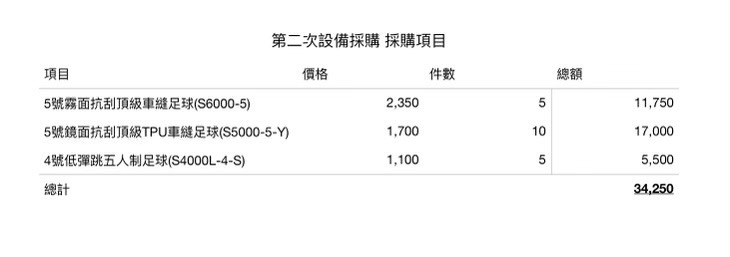 第二次設備採購 採購項目
項目 價格 件數 總額
5號霧面抗刮頂級車縫足球(S6000-5) 2,350 5 11,750
5號鏡面抗刮頂級TPU車縫足球(S5000-5-Y) 1,700 10 17,000
4號低彈跳五人制足球(S4000L-4-S) 1,100 5 5,500
總計 34,250